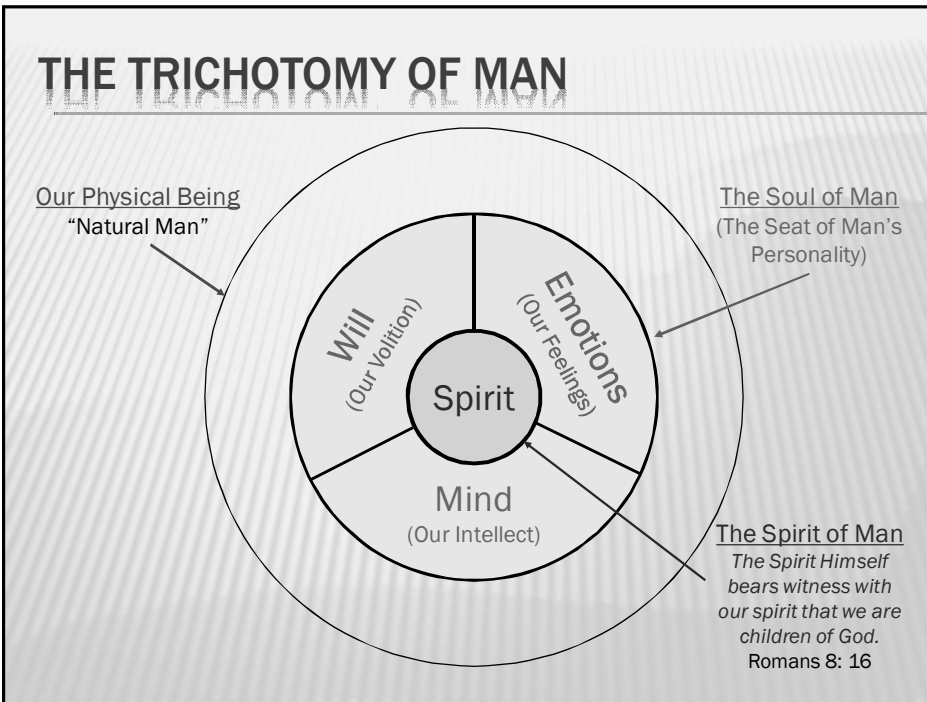 THE TRICHOTOMY OF MAN
Our Physical Being
“Natural Man”
The Soul of Man
(The Seat of Man’s
Personality)
Will
(Our Volition)
Emotions
(Our Feelings)
Spirit
Mind
(Our Intellect)
The Spirit of Man
The Spirit Himself
bears witness with
our spirit that we are
children of God.
Romans 8: 16